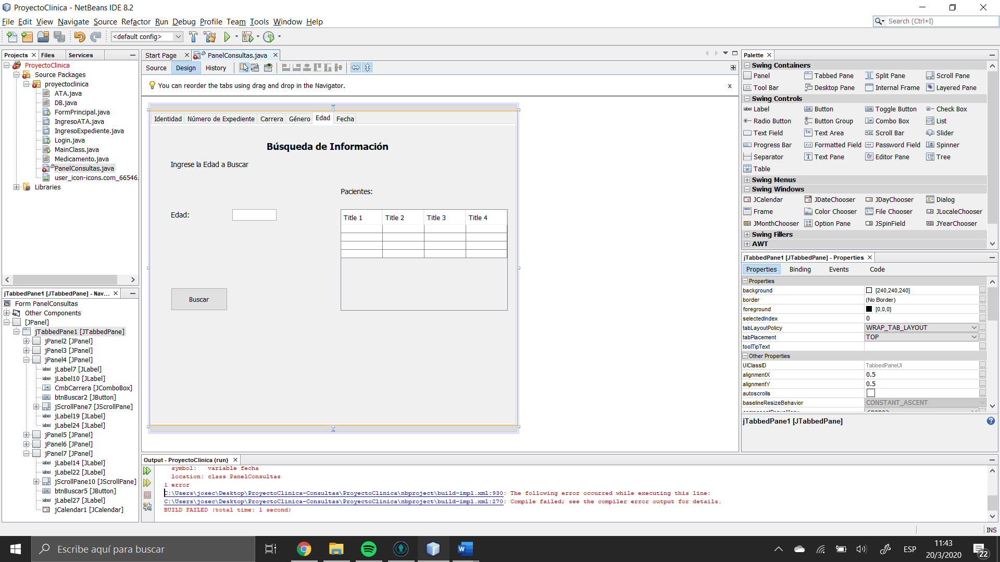 ProyectoClinica - NetBeans IDE 8.2
File Edit View Navigate Source Refactor Run Debug Profile Team Tools Window Help
Search (Ctrl+I)
<default config>
Projects Files Services
ProyectoClinica
Source Packages
proyectoclinica
ATA.java
DB.java
FormPrincipal.java
IngresoATA.java
IngresoExpediente.java
Login.java
MainClass.java
Medicamento.java
PanelConsultas.java
user_icon-icons.com_66546.
Libraries
jTabbedPane1 [JTabbedPane] - Nav...
Form PanelConsultas
Other Components
[JPanel]
jTabbedPane1 [JTabbedPane]
jPanel2 [JPanel]
jPanel3 [JPanel]
jPanel4 [JPanel]
label jLabel7 [JLabel]
label jLabel10 [JLabel]
CmbCarrera [JComboBox]
OK btnBuscar2 [JButton]
jScrollPane7 [JScrollPane]
label jLabel19 [JLabel]
label jLabel24 [JLabel]
jPanel5 [JPanel]
jPanel6 [JPanel]
jPanel7 [JPanel]
label jLabel14 [JLabel]
label jLabel22 [JLabel]
jScrollPane10 [JScrollPane]
OK btnBuscar5 [JButton]
label jLabel27 [JLabel]
jCalendar1 [JCalendar]
Start Page PanelConsultas.java
Source Design History
You can reorder the tabs using drag and drop in the Navigator. x
Identidad Número de Expediente Carrera Género Edad Fecha
Búsqueda de Información
Ingrese la Edad a Buscar
Pacientes:
Edad:
Title 1 Title 2 Title 3 Title 4
Buscar
Output - ProyectoClinica (run)
symbol: variable fecha
location: class PanelConsultas
1 error
C:\Users\josec\Desktop\ProyectoClinica-Consultas\ProyectoClinica\nbproject\build-impl.xml:930: The following error occurred while executing this line:
C:\Users\josec\Desktop\ProyectoClinica-Consultas\ProyectoClinica\nbproject\build-impl.xml:270: Compile failed; see the compiler error output for details.
BUILD FAILED (total time: 1 second)
Palette
Swing Containers
Panel Tabbed Pane Split Pane Scroll Pane
Tool Bar Desktop Pane Internal Frame Layered Pane
Swing Controls
label Label OK Button ON Toggle Button Check Box
Radio Button Button Group Combo Box List
Text Field Text Area Scroll Bar Slider
Progress Bar Formatted Field Password Field Spinner
Separator Text Pane Editor Pane Tree
Table
Swing Menus
Swing Windows
JCalendar JDateChooser JDayChooser Dialog
Frame Color Chooser File Chooser JLocaleChooser
JMonthChooser Option Pane JSpinField JYearChooser
Swing Fillers
AWT
jTabbedPane1 [JTabbedPane] - Properties
Properties Binding Events Code
Properties
background [240,240,240] ...
border (No Border) ...
foreground [0,0,0] ...
selectedIndex 0 ...
tabLayoutPolicy WRAP_TAB_LAYOUT ...
tabPlacement TOP ...
toolTipText ...
Other Properties
UIClassID TabbedPaneUI ...
alignmentX 0.5 ...
alignmentY 0.5 ...
autoscrolls ...
baselineResizeBehavior CONSTANT_ASCENT
jTabbedPane1 [JTabbedPane]
INS
Escribe aquí para buscar
ESP
11:43
20/3/2020
22